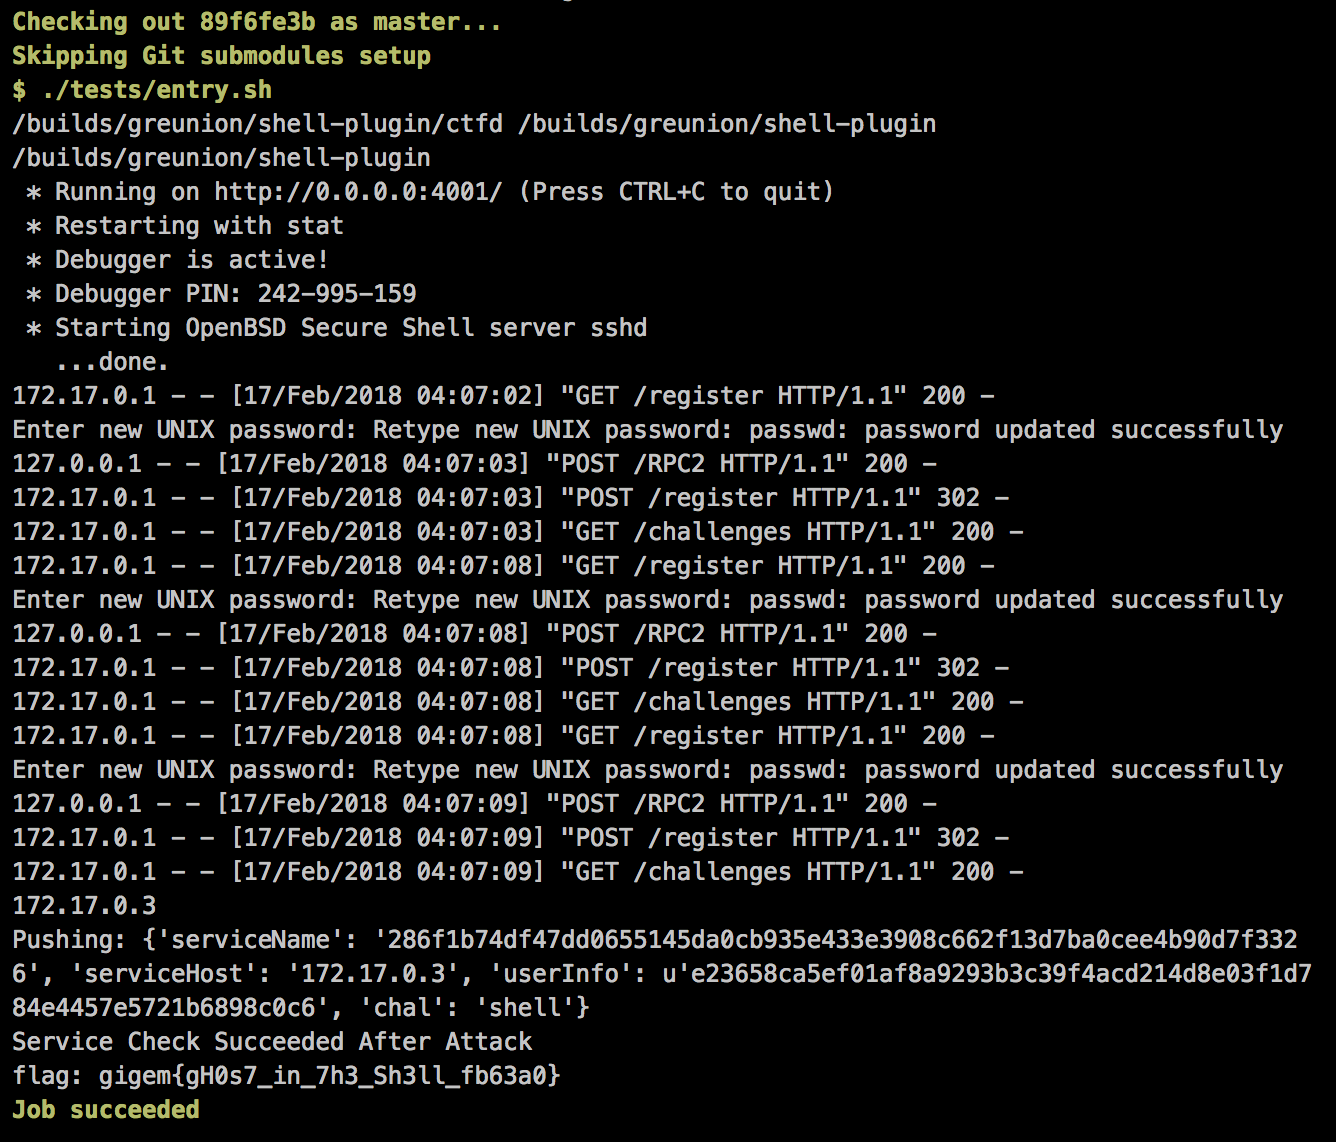 Checking out 89f6fe3b as master...
Skipping Git submodules setup
$ ./tests/entry.sh
/builds/greunion/shell-plugin/ctfd /builds/greunion/shell-plugin
/builds/greunion/shell-plugin
 * Running on http://0.0.0.0:4001/ (Press CTRL+C to quit)
 * Restarting with stat
 * Debugger is active!
 * Debugger PIN: 242-995-159
 * Starting OpenBSD Secure Shell server sshd
   ...done.
172.17.0.1 - - [17/Feb/2018 04:07:02] "GET /register HTTP/1.1" 200 -
Enter new UNIX password: Retype new UNIX password: passwd: password updated successfully
127.0.0.1 - - [17/Feb/2018 04:07:03] "POST /RPC2 HTTP/1.1" 200 -
172.17.0.1 - - [17/Feb/2018 04:07:03] "POST /register HTTP/1.1" 302 -
172.17.0.1 - - [17/Feb/2018 04:07:03] "GET /challenges HTTP/1.1" 200 -
172.17.0.1 - - [17/Feb/2018 04:07:08] "GET /register HTTP/1.1" 200 -
Enter new UNIX password: Retype new UNIX password: passwd: password updated successfully
127.0.0.1 - - [17/Feb/2018 04:07:08] "POST /RPC2 HTTP/1.1" 200 -
172.17.0.1 - - [17/Feb/2018 04:07:08] "POST /register HTTP/1.1" 302 -
172.17.0.1 - - [17/Feb/2018 04:07:08] "GET /challenges HTTP/1.1" 200 -
172.17.0.1 - - [17/Feb/2018 04:07:08] "GET /register HTTP/1.1" 200 -
Enter new UNIX password: Retype new UNIX password: passwd: password updated successfully
127.0.0.1 - - [17/Feb/2018 04:07:09] "POST /RPC2 HTTP/1.1" 200 -
172.17.0.1 - - [17/Feb/2018 04:07:09] "POST /register HTTP/1.1" 302 -
172.17.0.1 - - [17/Feb/2018 04:07:09] "GET /challenges HTTP/1.1" 200 -
172.17.0.3
Pushing: {'serviceName': '286f1b74df47dd0655145da0cb935e433e3908c662f13d7ba0cee4b90d7f332
6', 'serviceHost': '172.17.0.3', 'userInfo': u'e23658ca5ef01af8a9293b3c39f4acd214d8e03f1d7
84e4457e5721b6898c0c6', 'chal': 'shell'}
Service Check Succeeded After Attack
flag: gigem{gH0s7_in_7h3_Sh3ll_fb63a0}
Job succeeded